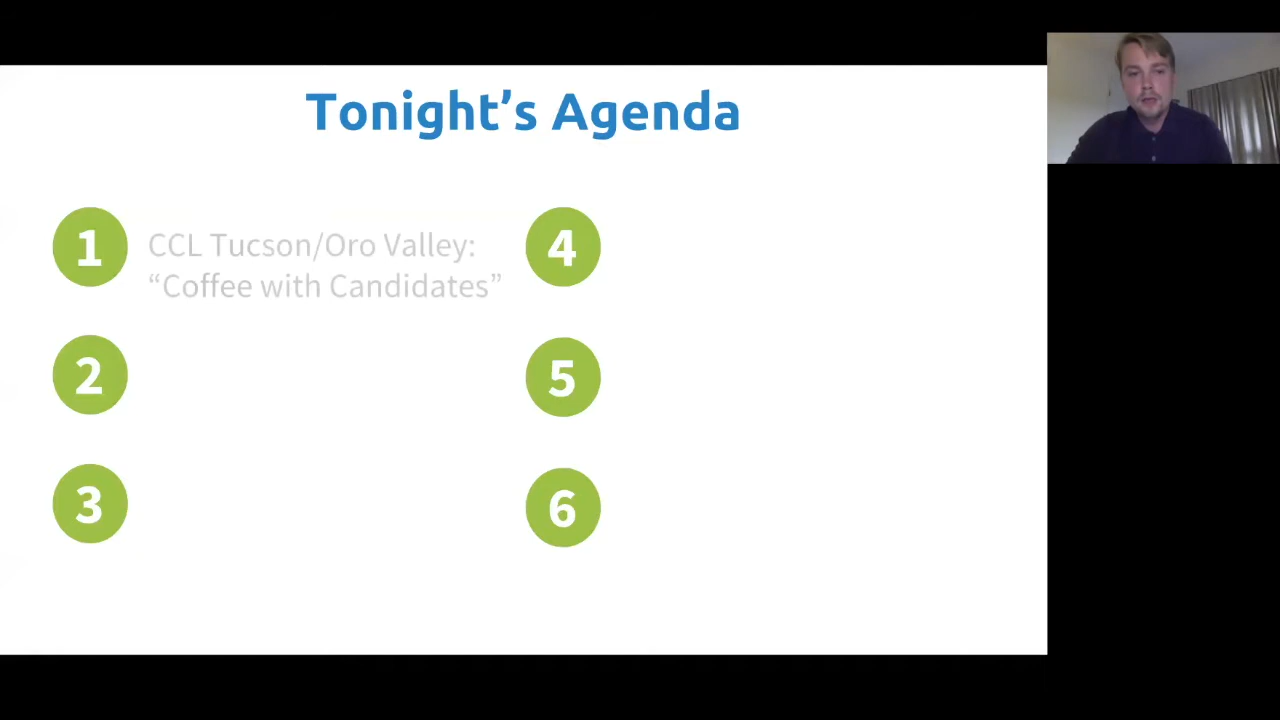 Tonight’s Agenda
1
CCL Tucson/Oro Valley:
“Coffee with Candidates”
2
3
4
5
6